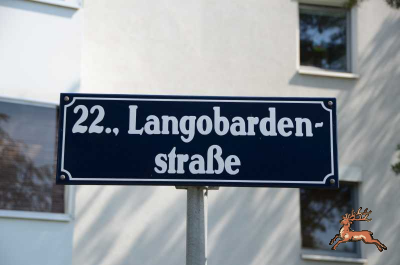 22., Langobarden-
straße